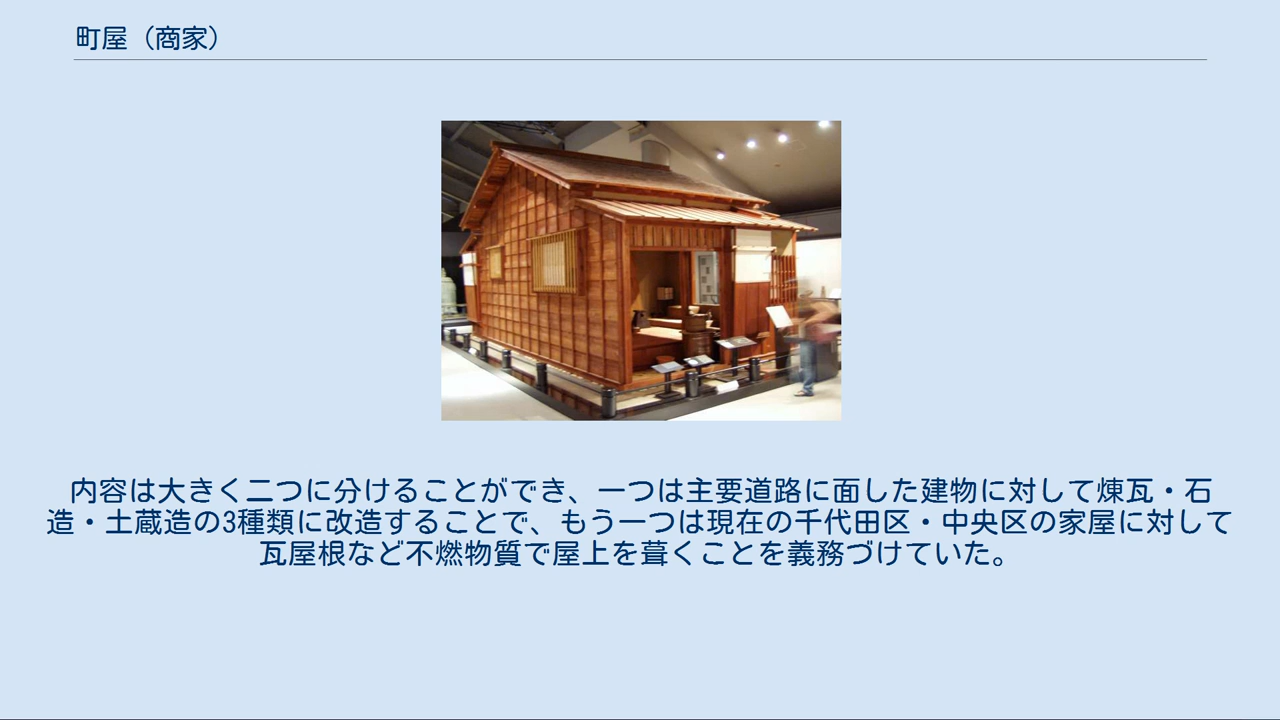 町屋（商家）
内容は大きく二つに分けることができ、一つは主要道路に面した建物に対して煉瓦・石
造・土蔵造の3種類に改造することで、もう一つは現在の千代田区・中央区の家屋に対して
瓦屋根など不燃物質で屋上を葺くことを義務づけていた。